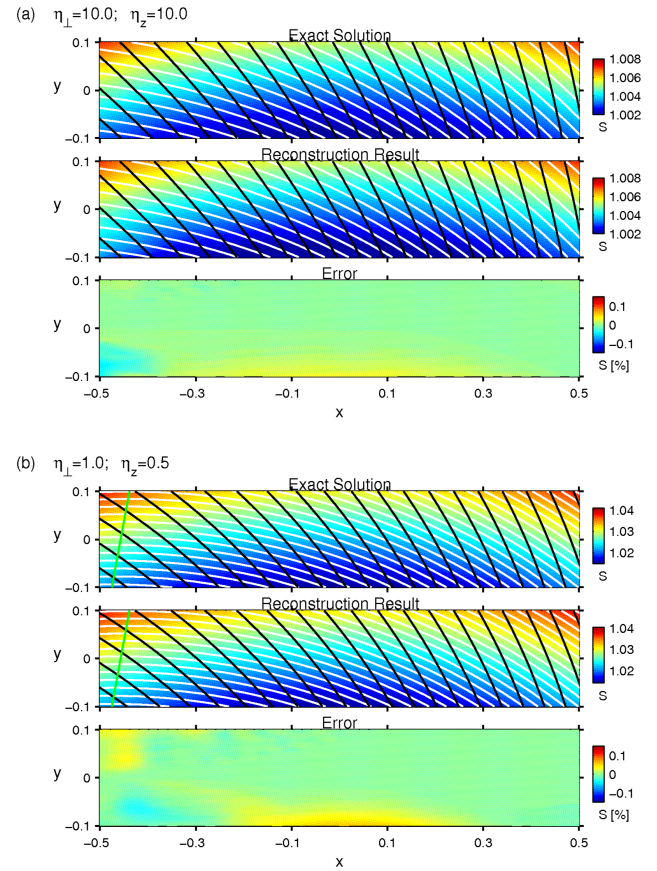 (a) η⊥=10.0; ηz=10.0
Exact Solution
0.1
y 0
−0.1
1.008
1.004
1.002
S
Reconstruction Result
0.1
y 0
−0.1
1.008
1.004
1.002
S
Error
0.1
y 0
−0.1
0.1
0
−0.1
S [%]
−0.5 −0.3 −0.1 0.1 0.3 0.5
x
(b) η⊥=1.0; ηz=0.5
Exact Solution
0.1
y 0
−0.1
1.04
1.03
1.02
S
Reconstruction Result
0.1
y 0
−0.1
1.04
1.03
1.02
S
Error
0.1
y 0
−0.1
0.1
0
−0.1
S [%]
−0.5 −0.3 −0.1 0.1 0.3 0.5
x